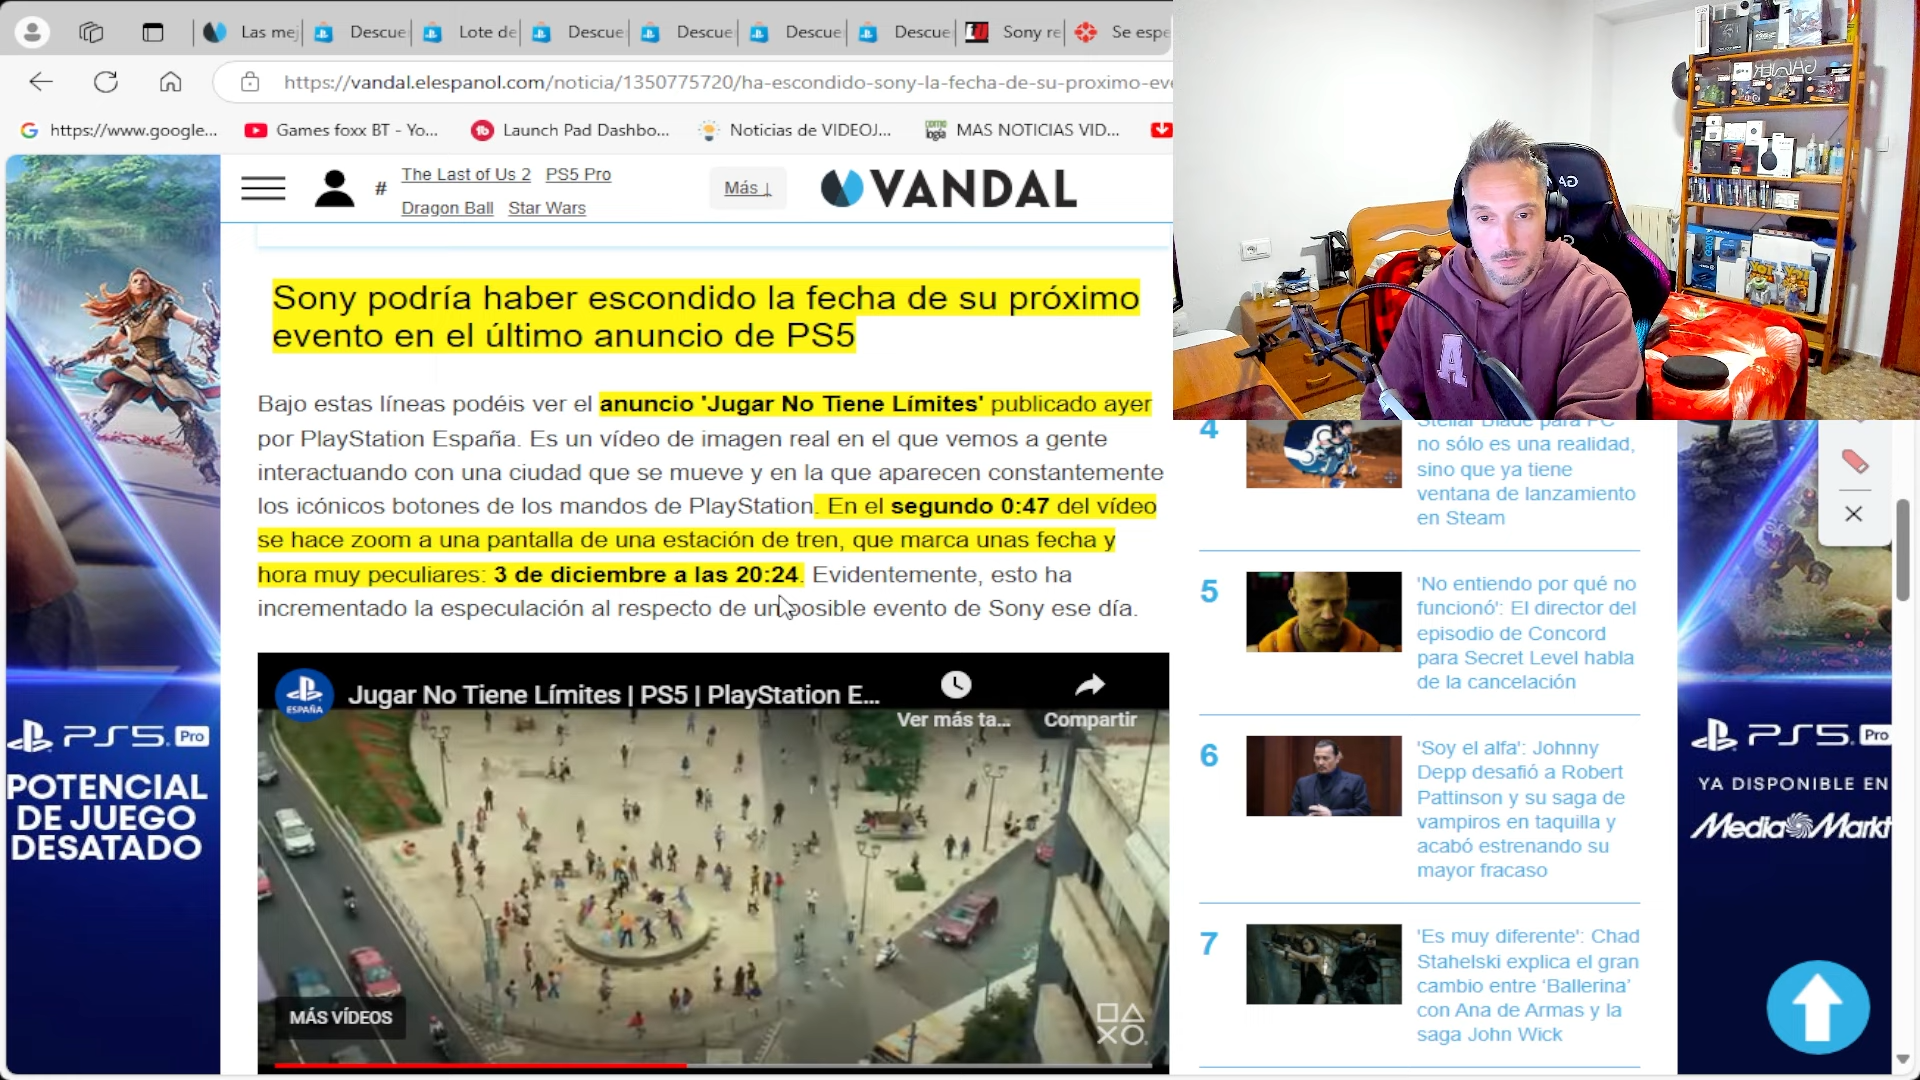 Las mej
Descue
Lote de
Descue
Descue
Descue
Descue
Sony re
Se espe
https://vandal.elespanol.com/noticia/1350775720/ha-escondido-sony-la-fecha-de-su-proximo-eve
https://www.google...
Games foxx BT - Yo...
Launch Pad Dashbo...
Noticias de VIDEOJ...
MAS NOTICIAS VID...
# The Last of Us 2 PS5 Pro
Dragon Ball Star Wars
Más ↓
VANDAL
Sony podría haber escondido la fecha de su próximo
evento en el último anuncio de PS5
Bajo estas líneas podéis ver el anuncio 'Jugar No Tiene Límites' publicado ayer
por PlayStation España. Es un vídeo de imagen real en el que vemos a gente
interactuando con una ciudad que se mueve y en la que aparecen constantemente
los icónicos botones de los mandos de PlayStation. En el segundo 0:47 del vídeo
se hace zoom a una pantalla de una estación de tren, que marca unas fecha y
hora muy peculiares: 3 de diciembre a las 20:24. Evidentemente, esto ha
incrementado la especulación al respecto de un posible evento de Sony ese día.
ESPAÑA
Jugar No Tiene Límites | PS5 | PlayStation E...
Ver más ta...
Compartir
MÁS VÍDEOS
4
Stellar Blade para PC
no sólo es una realidad,
sino que ya tiene
ventana de lanzamiento
en Steam
5
'No entiendo por qué no
funcionó': El director del
episodio de Concord
para Secret Level habla
de la cancelación
6
'Soy el alfa': Johnny
Depp desafió a Robert
Pattinson y su saga de
vampiros en taquilla y
acabó estrenando su
mayor fracaso
7
'Es muy diferente': Chad
Stahelski explica el gran
cambio entre ‘Ballerina’
con Ana de Armas y la
saga John Wick
PS5 Pro
POTENCIAL
DE JUEGO
DESATADO
PS5 Pro
YA DISPONIBLE EN
MediaMarkt
A